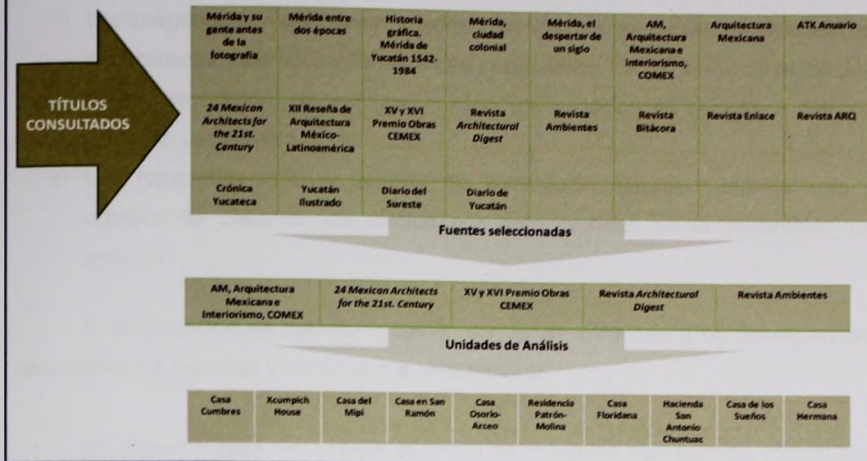 TÍTULOS
CONSULTADOS
Mérida y su
gente antes
de la
fotografía
Mérida entre
dos épocas
Historia
gráfica.
Mérida de
Yucatán 1542-
1984
Mérida,
ciudad
colonial
Mérida, el
despertar de
un siglo
AM,
Arquitectura
Mexicana e
interiorismo,
COMEX
Arquitectura
Mexicana
ATK Anuario
24 Mexican
Architects for
the 21st.
Century
XII Reseña de
Arquitectura
México-
Latinoamérica
XV y XVI
Premio Obras
CEMEX
Revista
Architectural
Digest
Revista
Ambientes
Revista
Bitácora
Revista Enlace
Revista ARQ
Crónica
Yucateca
Yucatán
Ilustrado
Diario del
Sureste
Diario de
Yucatán
Fuentes seleccionadas
AM, Arquitectura
Mexicana e
Interiorismo, COMEX
24 Mexican Architects
for the 21st. Century
XV y XVI Premio Obras
CEMEX
Revista Architectural
Digest
Revista Ambientes
Unidades de Análisis
Casa
Cumbres
Xcumpich
House
Casa del
Mipi
Casa en San
Ramón
Casa
Osorio-
Arceo
Residencia
Patrón-
Molina
Casa
Floridana
Hacienda
San
Antonio
Chuntuac
Casa de los
Sueños
Casa
Hermana